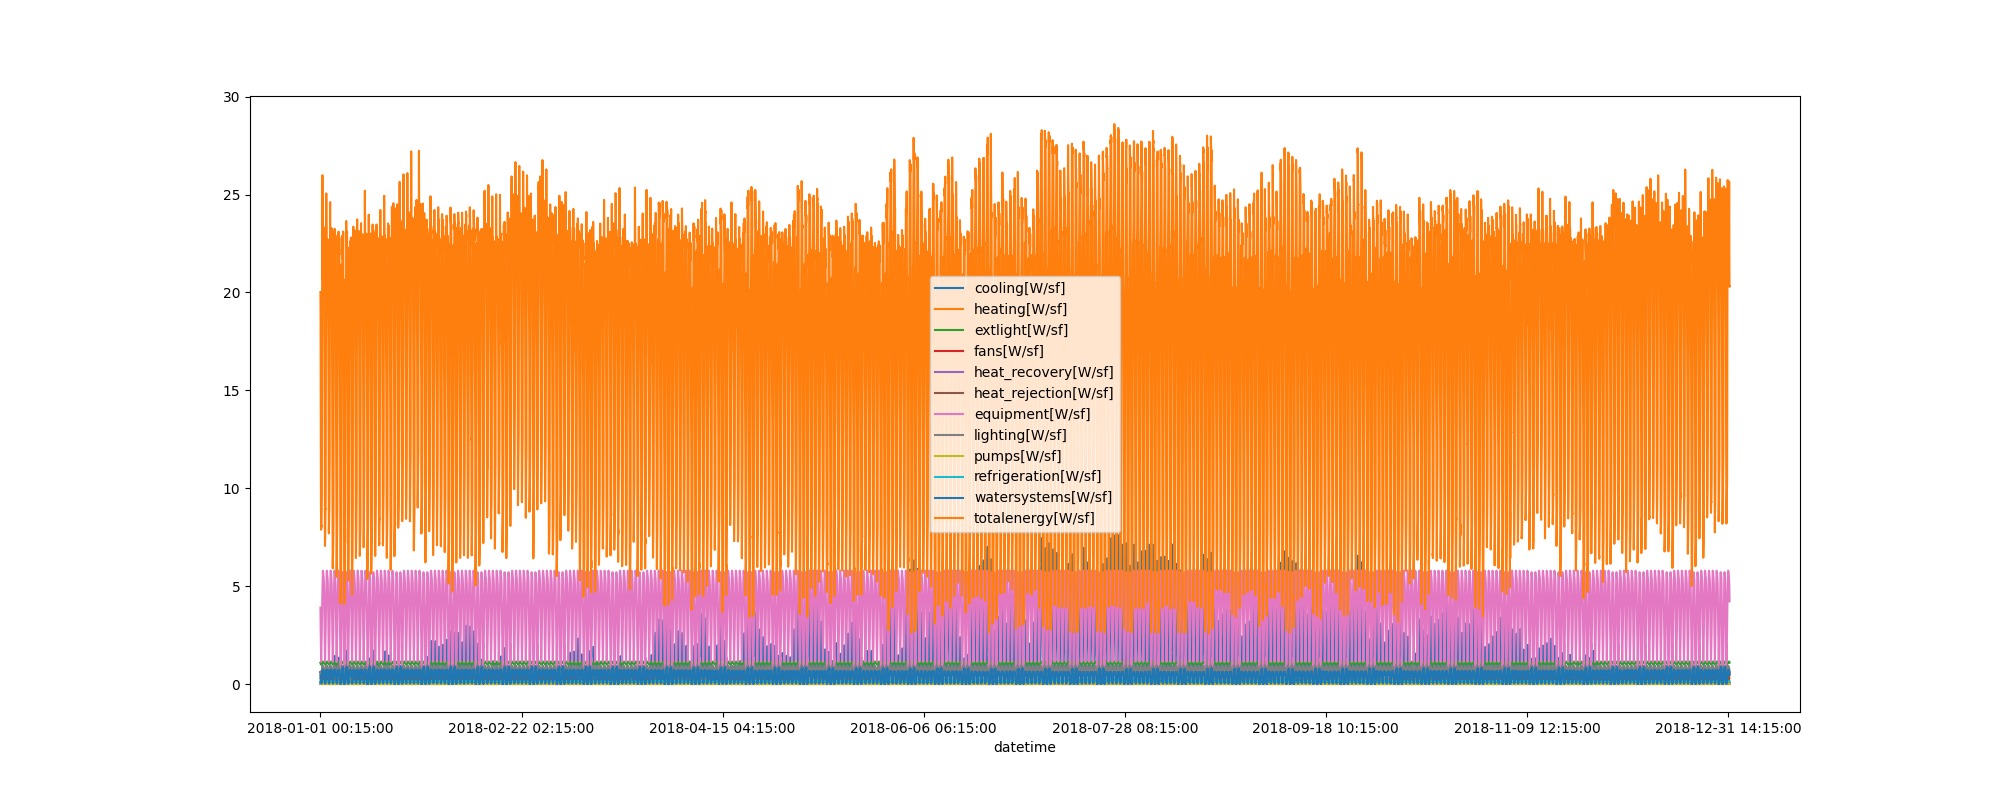 30
25
20
15
10
5
0
cooling[W/sf]
heating[W/sf]
extlight[W/sf]
fans[W/sf]
heat_recovery[W/sf]
heat_rejection[W/sf]
equipment[W/sf]
lighting[W/sf]
pumps[W/sf]
refrigeration[W/sf]
watersystems[W/sf]
totalenergy[W/sf]
2018-01-01 00:15:00 2018-02-22 02:15:00 2018-04-15 04:15:00 2018-06-06 06:15:00 2018-07-28 08:15:00 2018-09-18 10:15:00 2018-11-09 12:15:00 2018-12-31 14:15:00
datetime